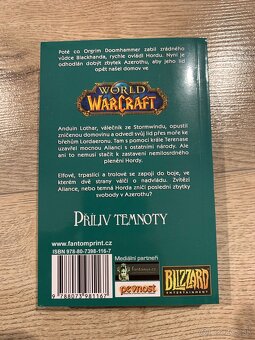 Poté co Orgrim Doomhammer zabil zrádného
vůdce Blackhanda, rychle ovládl Hordu. Nyní je
odhodlán dobýt zbytek Azerothu, aby jeho lid
opět našel domov ve
WORLD
OF
WARCRAFT
Anduin Lothar, válečník ze Stormwindu, opustil
zničenou domovinu a odvedl svůj lid přes moře ke
břehům Lordaeronu. Tam s pomocí krále Terenase
uzavřel mocnou Alianci s ostatními národy. Ale
ani to nemusí stačit k zastavení nemilosrdného
plenění Hordy.
Elfové, trpaslíci a trolové se zapojí do boje, ve
kterém dvě strany válčí o nadvládu. Zvítězí
Aliance, nebo temná Horda zničí poslední zbytky
svobody v Azerothu?
PŘÍLIV TEMNOTY
www.fantomprint.cz
ISBN 978-80-7398-116-7
9 788073 981167
Mediální partneři
pevnost
BLIZZARD
ENTERTAINMENT